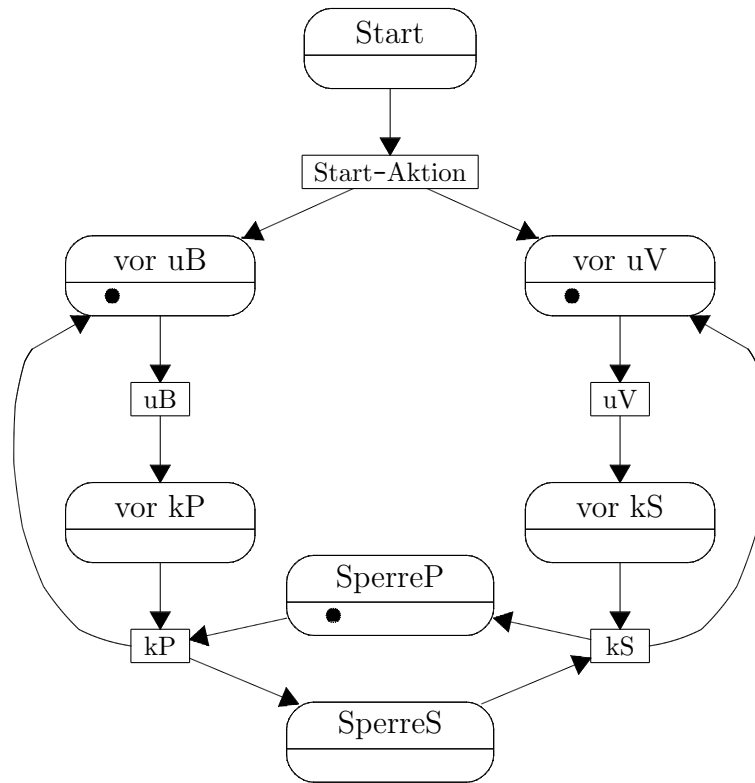 Start
Start-Aktion
vor uB
vor uV
uB
uV
vor kP
vor kS
SperreP
kP
kS
SperreS